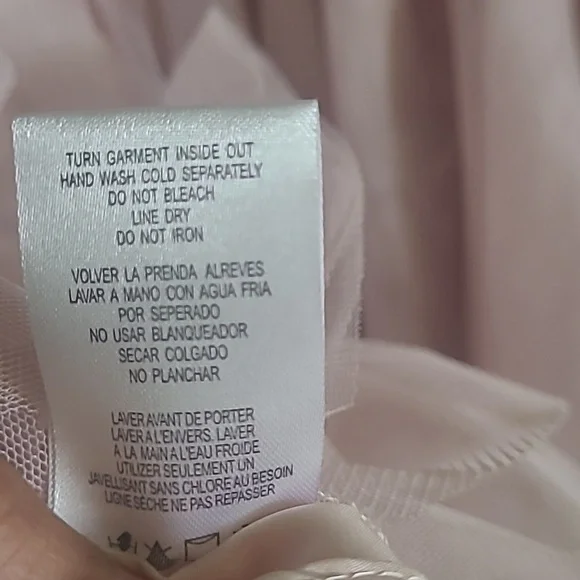 TURN GARMENT INSIDE OUT
HAND WASH COLD SEPARATELY
DO NOT BLEACH
LINE DRY
DO NOT IRON
VOLVER LA PRENDA ALREVES
LAVAR A MANO CON AGUA FRIA
POR SEPERADO
NO USAR BLANQUEADOR
SECAR COLGADO
NO PLANCHAR
LAVER AVANT DE PORTER
LAVER A L'ENVERS. LAVER
A LA MAIN A L'EAU FROIDE
UTILIZER SEULEMENT UN
JAVELLISANT SANS CHLORE AU BESOIN
LIGNE SÈCHE NE PAS REPASSER